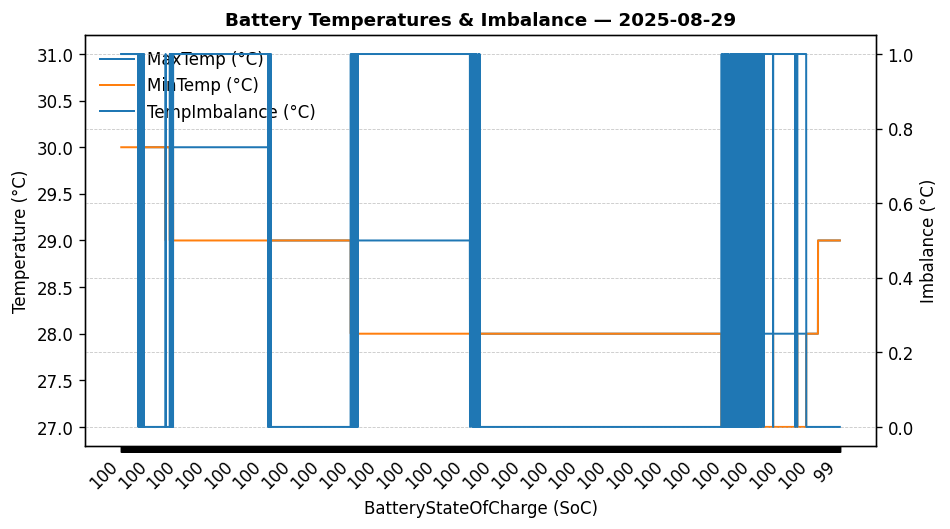 Battery Temperatures & Imbalance — 2025-08-29
MaxTemp (°C)
MinTemp (°C)
TempImbalance (°C)
Temperature (°C)
31.0
30.5
30.0
29.5
29.0
28.5
28.0
27.5
27.0
1.0
0.8
0.6
0.4
0.2
0.0
Imbalance (°C)
100 100 100 100 100 100 100 100 100 100 100 100 100 100 100 100 100 100 100 100 100 100 100 100 100 99
BatteryStateOfCharge (SoC)